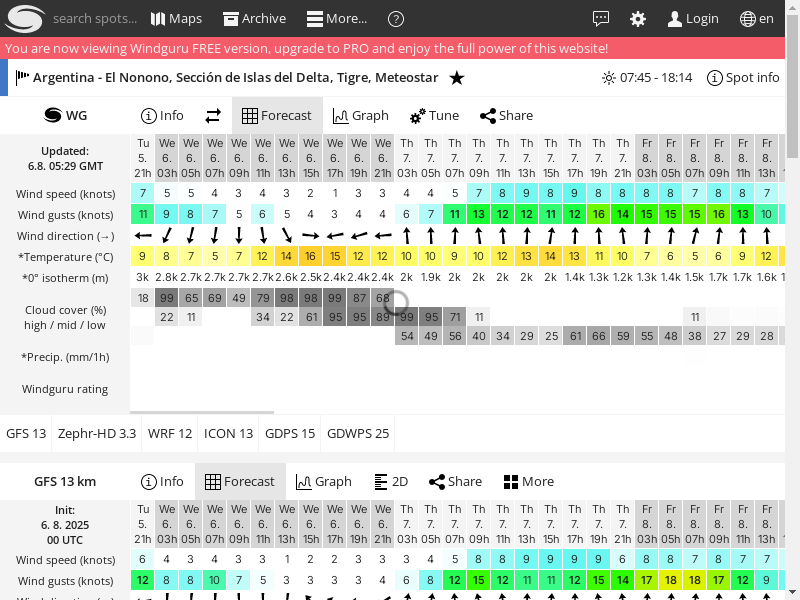 search spots... Maps Archive More... ? Login en
You are now viewing Windguru FREE version, upgrade to PRO and enjoy the full power of this website!
Argentina - El Nonono, Sección de Islas del Delta, Tigre, Meteostar 07:45 - 18:14 Spot info
WG Info Forecast Graph Tune Share
Updated: 6.8. 05:29 GMT
Tu We We We We We We We We We We Th Th Th Th Th Th Th Th Th Th Fr Fr Fr Fr Fr Fr
5. 6. 6. 6. 6. 6. 6. 6. 6. 6. 6. 7. 7. 7. 7. 7. 7. 7. 7. 7. 7. 8. 8. 8. 8. 8. 8.
21h 03h 05h 07h 09h 11h 13h 15h 17h 19h 21h 03h 05h 07h 09h 11h 13h 15h 17h 19h 21h 03h 05h 07h 09h 11h 13h
Wind speed (knots) 7 5 5 4 3 4 3 2 1 3 3 4 4 5 7 8 9 8 9 8 8 8 8 7 8 8 7
Wind gusts (knots) 11 9 8 7 5 6 5 4 3 4 4 6 7 11 13 12 12 11 12 16 14 15 15 15 16 13 10
Wind direction (→)
*Temperature (°C) 9 8 7 5 7 12 14 16 15 12 12 10 10 9 10 12 13 14 13 11 10 7 6 5 6 9 12
*0° isotherm (m) 3k 2.8k 2.7k 2.7k 2.7k 2.7k 2.6k 2.5k 2.4k 2.4k 2.4k 2k 1.9k 2k 2k 2k 2k 2k 1.4k 1.3k 1.2k 1.3k 1.4k 1.5k 1.7k 1.7k 1.6k
Cloud cover (%)
high / mid / low
18 99 65 69 49 79 98 98 99 87 68
22 11 34 22 61 95 95 89 99 95 71 11 11
54 49 56 40 34 29 25 61 66 59 55 48 38 27 29 28
*Precip. (mm/1h)
Windguru rating
GFS 13 Zephr-HD 3.3 WRF 12 ICON 13 GDPS 15 GDWPS 25
GFS 13 km Info Forecast Graph 2D Share More
Init:
6. 8. 2025
00 UTC
Tu We We We We We We We We We We Th Th Th Th Th Th Th Th Th Th Fr Fr Fr Fr Fr Fr
5. 6. 6. 6. 6. 6. 6. 6. 6. 6. 6. 7. 7. 7. 7. 7. 7. 7. 7. 7. 7. 8. 8. 8. 8. 8. 8.
21h 03h 05h 07h 09h 11h 13h 15h 17h 19h 21h 03h 05h 07h 09h 11h 13h 15h 17h 19h 21h 03h 05h 07h 09h 11h 13h
Wind speed (knots) 6 4 3 4 3 3 1 2 2 3 3 3 4 5 8 8 9 9 9 9 6 8 8 7 8 7 7
Wind gusts (knots) 12 8 8 10 7 5 3 3 3 3 4 6 8 12 15 12 11 11 12 15 14 17 18 18 17 12 9